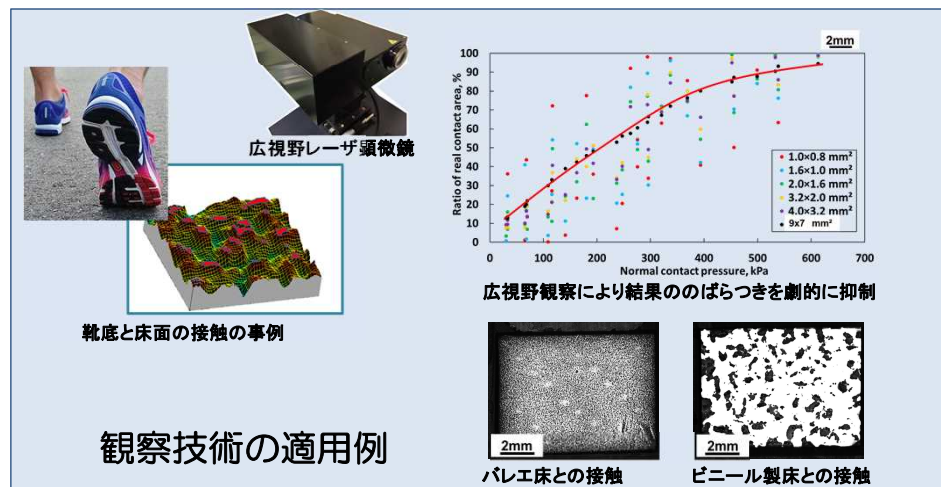 広視野レーザ顕微鏡
靴底と床面の接触の事例
観察技術の適用例
2mm
Ratio of real contact area, %
100
90
80
70
60
50
40
30
20
10
0
1.0×0.8 mm²
1.6×1.0 mm²
2.0×1.6 mm²
3.2×2.0 mm²
4.0×3.2 mm²
9x7 mm²
0 100 200 300 400 500 600 700
Normal contact pressure, kPa
広視野観察により結果ののばらつきを劇的に抑制
2mm
バレエ床との接触
2mm
ビニール製床との接触